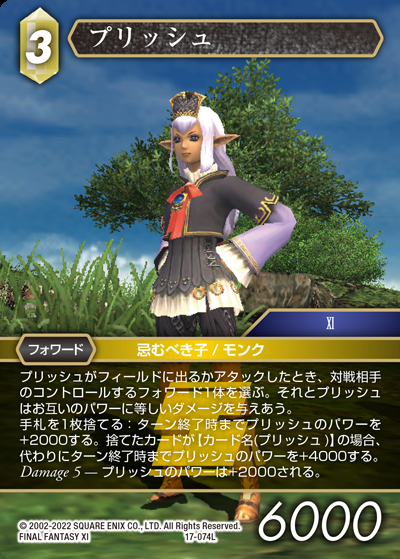 3
プリッシュ
XI
フォワード
忌むべき子 / モンク
プリッシュがフィールドに出るかアタックしたとき、対戦相手
のコントロールするフォワード1体を選ぶ。それとプリッシュ
はお互いのパワーに等しいダメージを与えあう。
手札を1枚捨てる：ターン終了時までプリッシュのパワーを
+2000する。捨てたカードが【カード名(プリッシュ)】の場合、
代わりにターン終了時までプリッシュのパワーを+4000する。
Damage 5 — プリッシュのパワーは+2000される。
© 2002-2022 SQUARE ENIX CO., LTD. All Rights Reserved.
FINAL FANTASY XI
17-074L
6000